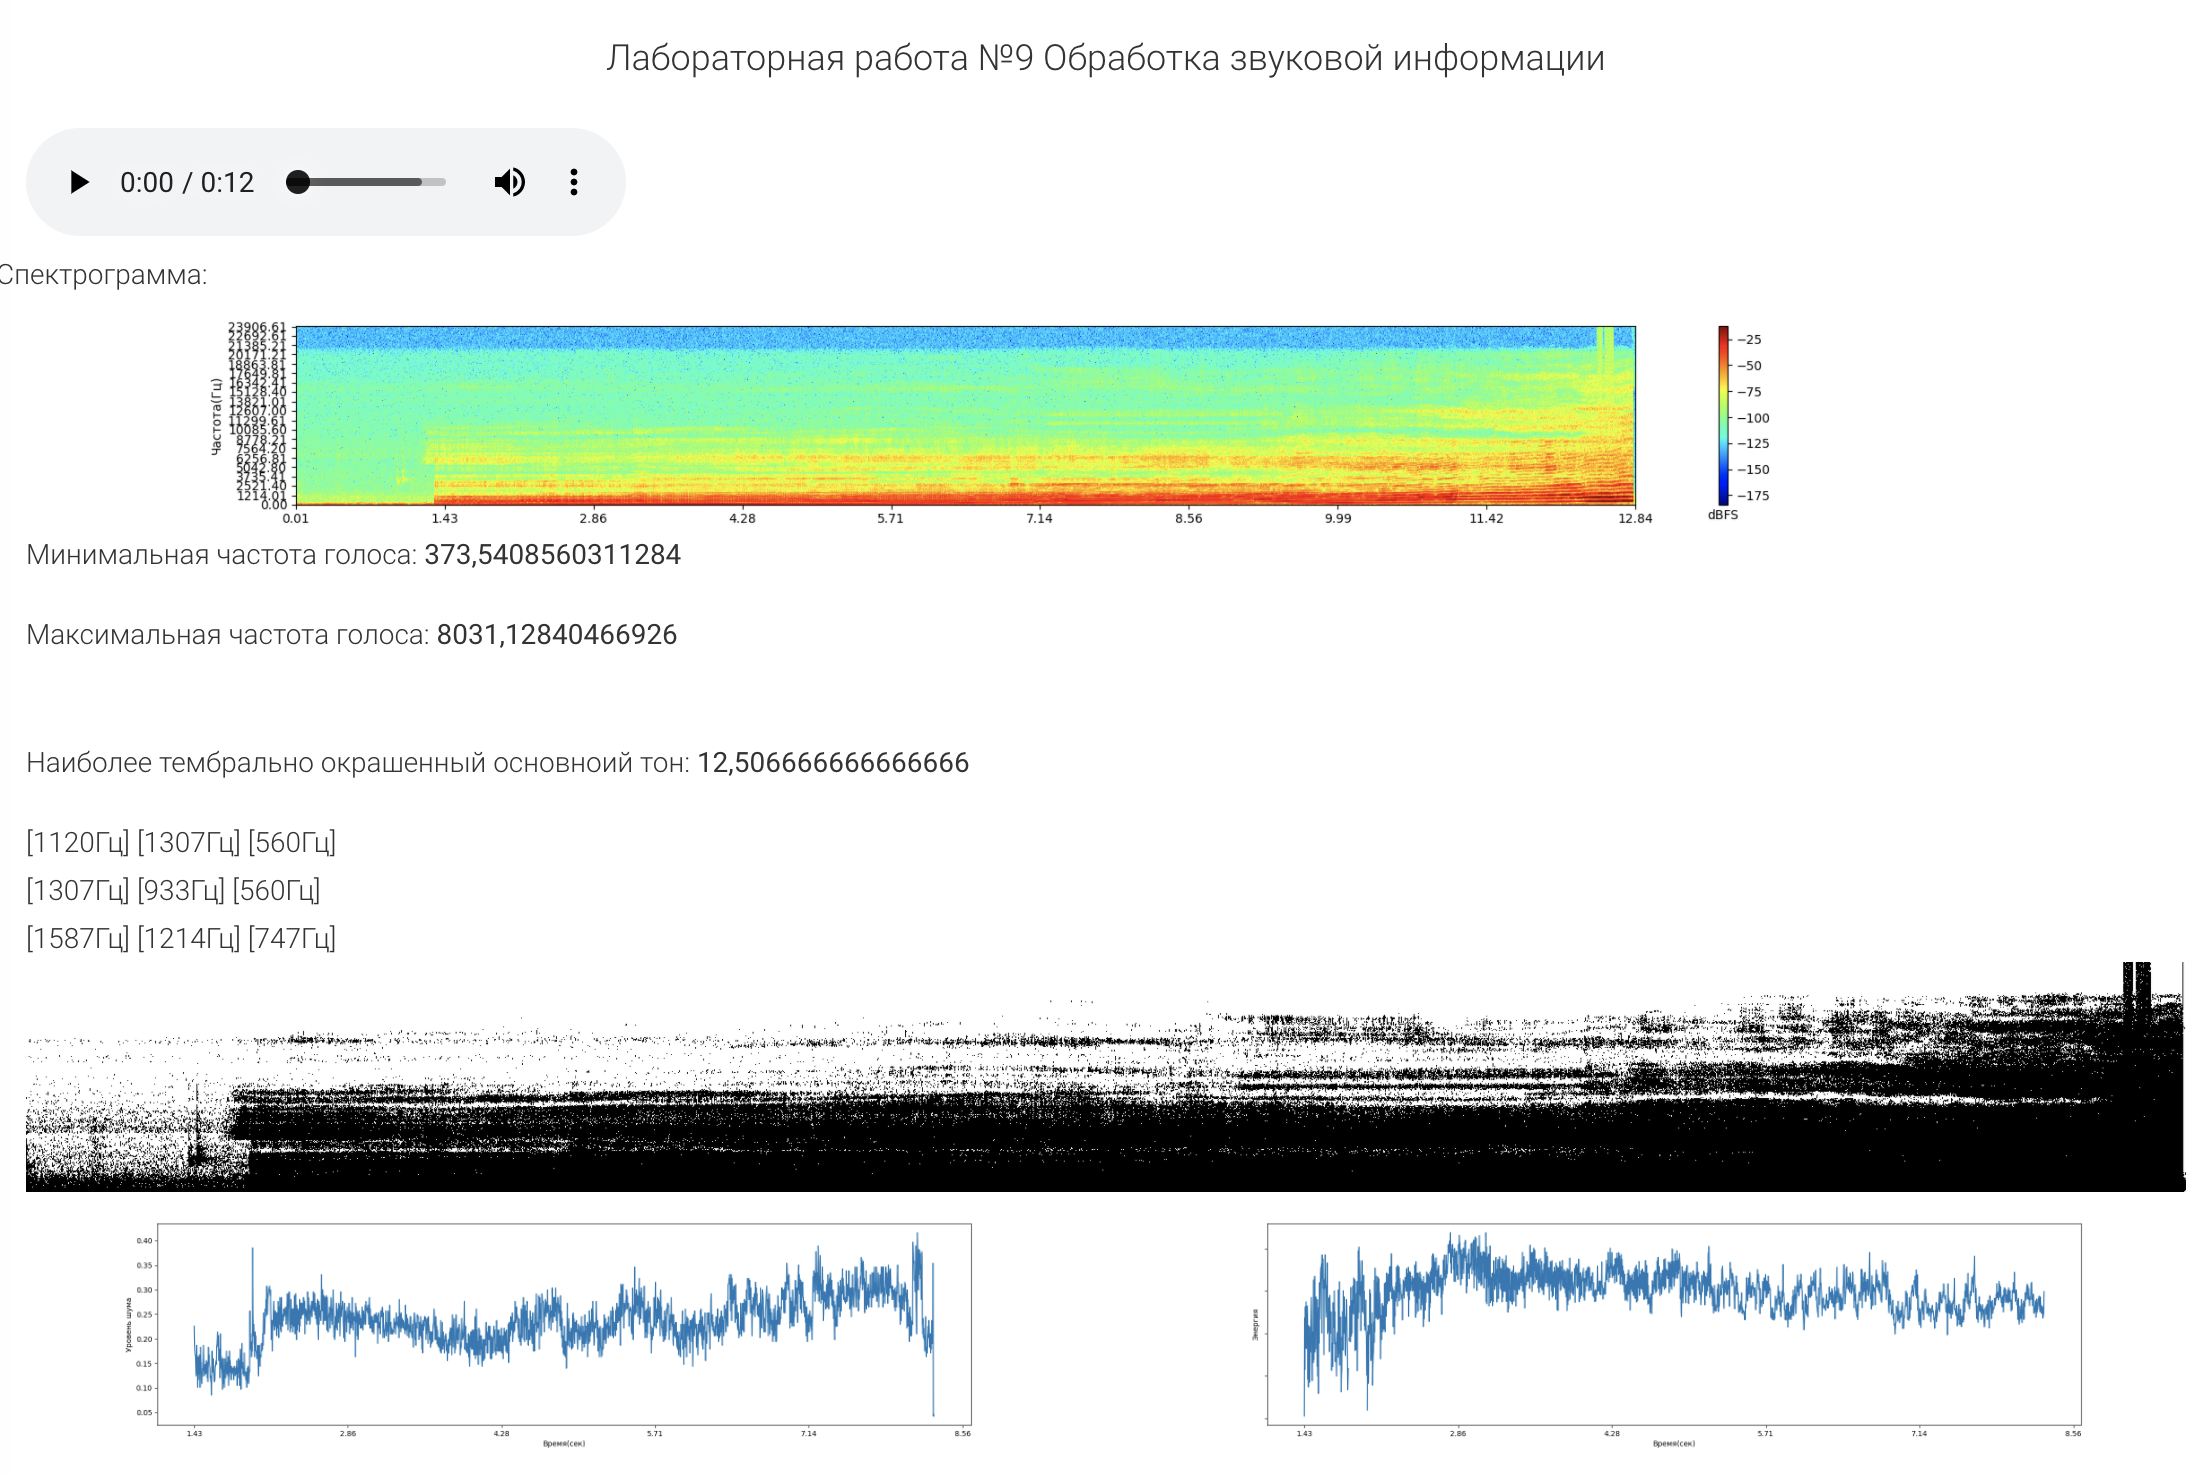 Лабораторная работа №9 Обработка звуковой информации
0:00 / 0:12
Спектрограмма:
23906.61
22692.61
21385.21
20171.21
18863.81
17649.81
16342.41
15128.40
13821.01
12607.00
11299.61
10085.60
8778.21
7564.20
6256.81
5042.80
3735.41
2521.40
1214.01
0.00
Частота(Гц)
0.01 1.43 2.86 4.28 5.71 7.14 8.56 9.99 11.42 12.84
−25
−50
−75
−100
−125
−150
−175
dBFS
Минимальная частота голоса: 373,5408560311284
Максимальная частота голоса: 8031,12840466926
Наиболее тембрально окрашенный основноий тон: 12,506666666666666
[1120Гц] [1307Гц] [560Гц]
[1307Гц] [933Гц] [560Гц]
[1587Гц] [1214Гц] [747Гц]
0.40
0.35
0.30
0.25
0.20
0.15
0.10
0.05
Уровень шума
1.43 2.86 4.28 5.71 7.14 8.56
Время(сек)
Энергия
1.43 2.86 4.28 5.71 7.14 8.56
Время(сек)